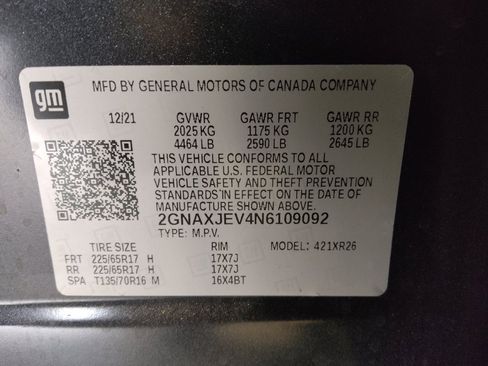 gm
MFD BY GENERAL MOTORS OF CANADA COMPANY
12/21 GVWR GAWR FRT GAWR RR
2025 KG 1175 KG 1200 KG
4464 LB 2590 LB 2645 LB
THIS VEHICLE CONFORMS TO ALL
APPLICABLE U.S. FEDERAL MOTOR
VEHICLE SAFETY AND THEFT PREVENTION
STANDARDS IN EFFECT ON THE DATE OF
MANUFACTURE SHOWN ABOVE.
2GNAXJEV4N6109092
TYPE: M.P.V.
TIRE SIZE RIM MODEL: 421XR26
FRT 225/65R17 H 17X7J
RR 225/65R17 H 17X7J
SPA T135/70R16 M 16X4BT